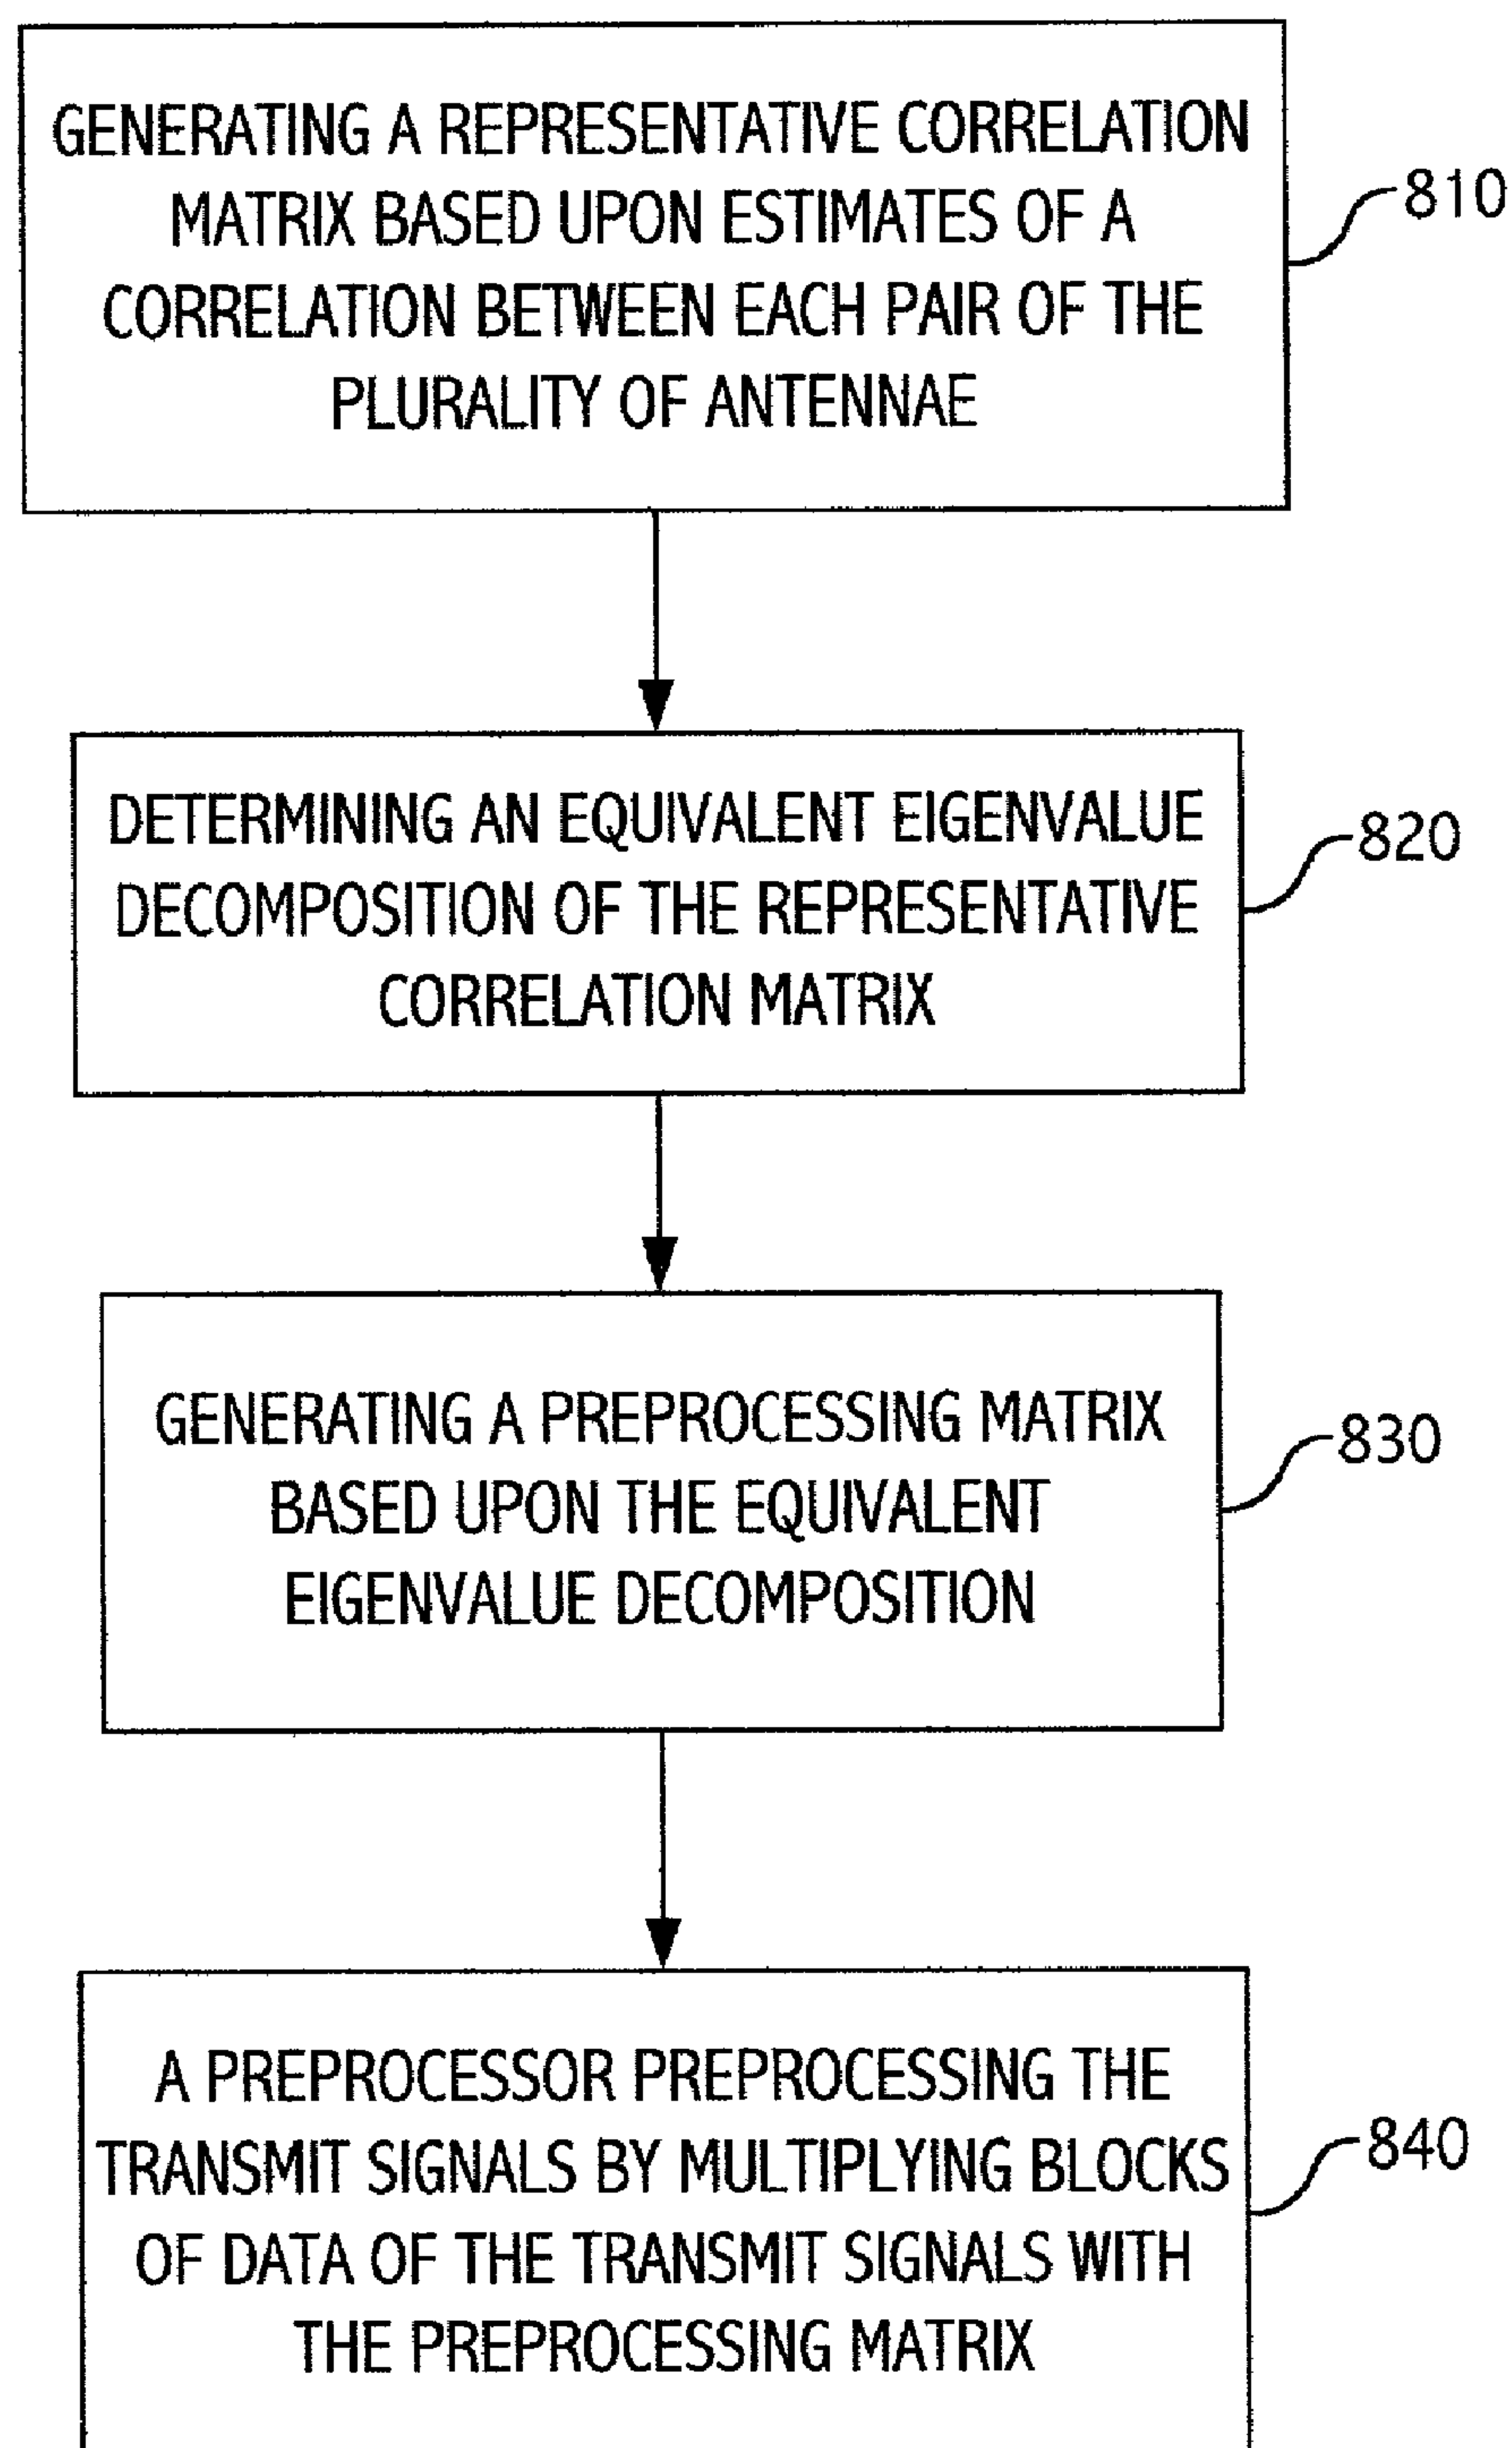 GENERATING A REPRESENTATIVE CORRELATION
MATRIX BASED UPON ESTIMATES OF A
CORRELATION BETWEEN EACH PAIR OF THE
PLURALITY OF ANTENNAE
810
DETERMINING AN EQUIVALENT EIGENVALUE
DECOMPOSITION OF THE REPRESENTATIVE
CORRELATION MATRIX
820
GENERATING A PREPROCESSING MATRIX
BASED UPON THE EQUIVALENT
EIGENVALUE DECOMPOSITION
830
A PREPROCESSOR PREPROCESSING THE
TRANSMIT SIGNALS BY MULTIPLYING BLOCKS
OF DATA OF THE TRANSMIT SIGNALS WITH
THE PREPROCESSING MATRIX
840